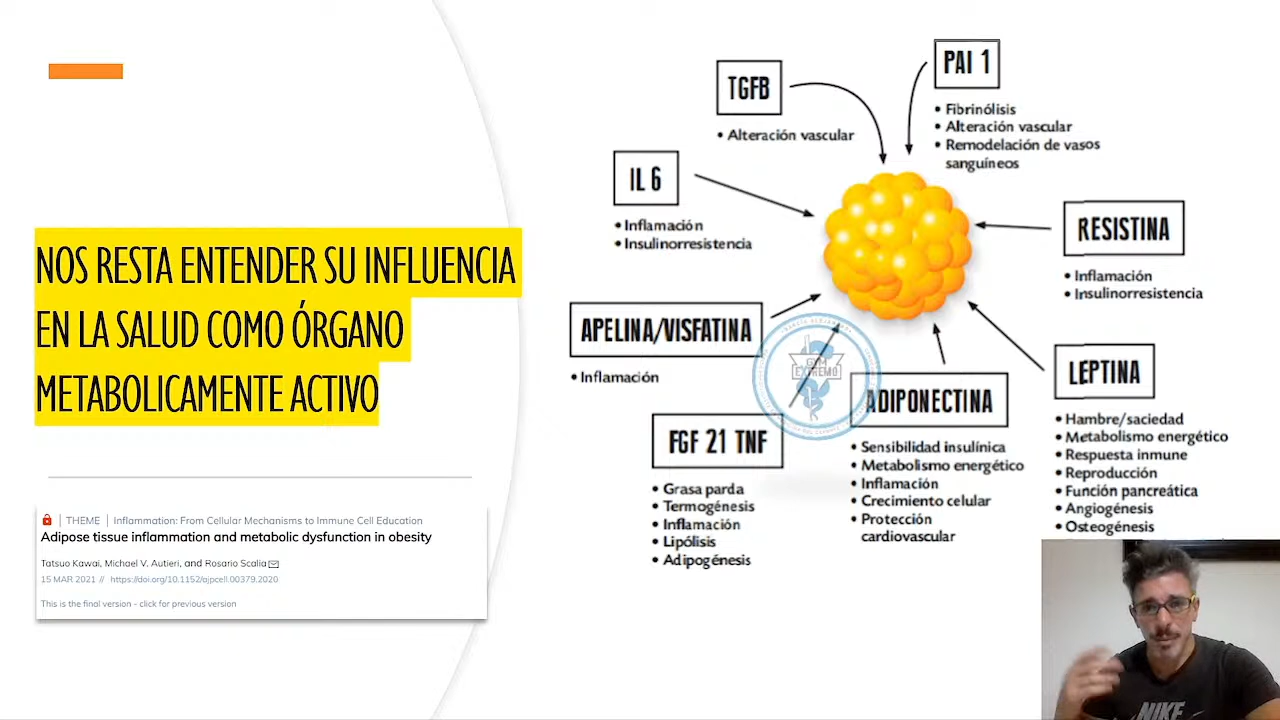 NOS RESTA ENTENDER SU INFLUENCIA
EN LA SALUD COMO ÓRGANO
METABOLICAMENTE ACTIVO
THEME | Inflammation: From Cellular Mechanisms to Immune Cell Education
Adipose tissue inflammation and metabolic dysfunction in obesity
Tatsuo Kawai, Michael V. Autieri, and Rosario Scalia
15 MAR 2021 // https://doi.org/10.1152/ajpcell.00379.2020
This is the final version - click for previous version
TGFB
• Alteración vascular
PAI 1
• Fibrinólisis
• Alteración vascular
• Remodelación de vasos
sanguíneos
IL 6
• Inflamación
• Insulinorresistencia
RESISTINA
• Inflamación
• Insulinorresistencia
APELINA/VISFATINA
• Inflamación
GYM
EXTREMO
FGF 21 TNF
• Grasa parda
• Termogénesis
• Inflamación
• Lipólisis
• Adipogénesis
ADIPONECTINA
• Sensibilidad insulínica
• Metabolismo energético
• Inflamación
• Crecimiento celular
• Protección
cardiovascular
LEPTINA
• Hambre/saciedad
• Metabolismo energético
• Respuesta inmune
• Reproducción
• Función pancreática
• Angiogénesis
• Osteogénesis
NIKE